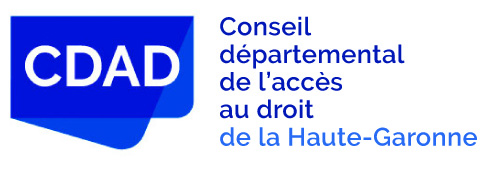 CDAD
Conseil
départemental
de l'accès
au droit
de la Haute-Garonne